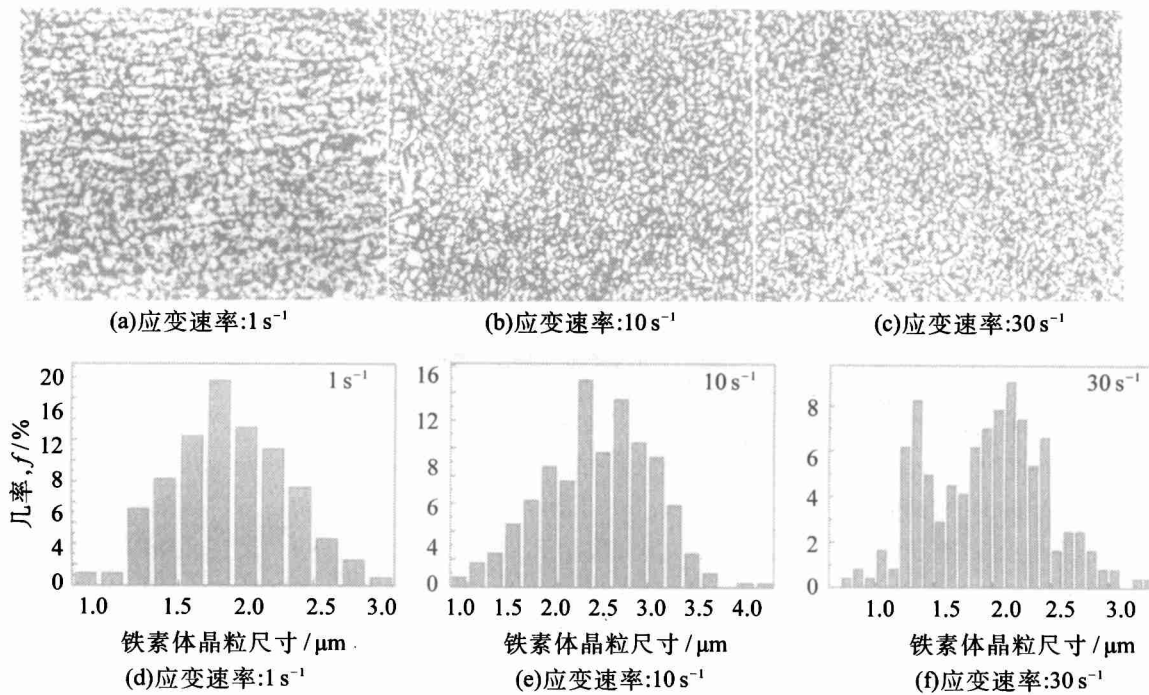 (a)应变速率:1 s⁻¹
(b)应变速率:10 s⁻¹
(c)应变速率:30 s⁻¹
几率, f/%
20
16
12
8
4
0
1 s⁻¹
1.0 1.5 2.0 2.5 3.0
铁素体晶粒尺寸/μm
(d)应变速率:1 s⁻¹
16
12
8
6
4
0
10 s⁻¹
1.0 1.5 2.0 2.5 3.0 3.5 4.0
铁素体晶粒尺寸/μm
(e)应变速率:10 s⁻¹
8
6
4
2
0
30 s⁻¹
1.0 1.5 2.0 2.5 3.0
铁素体晶粒尺寸/μm
(f)应变速率:30 s⁻¹